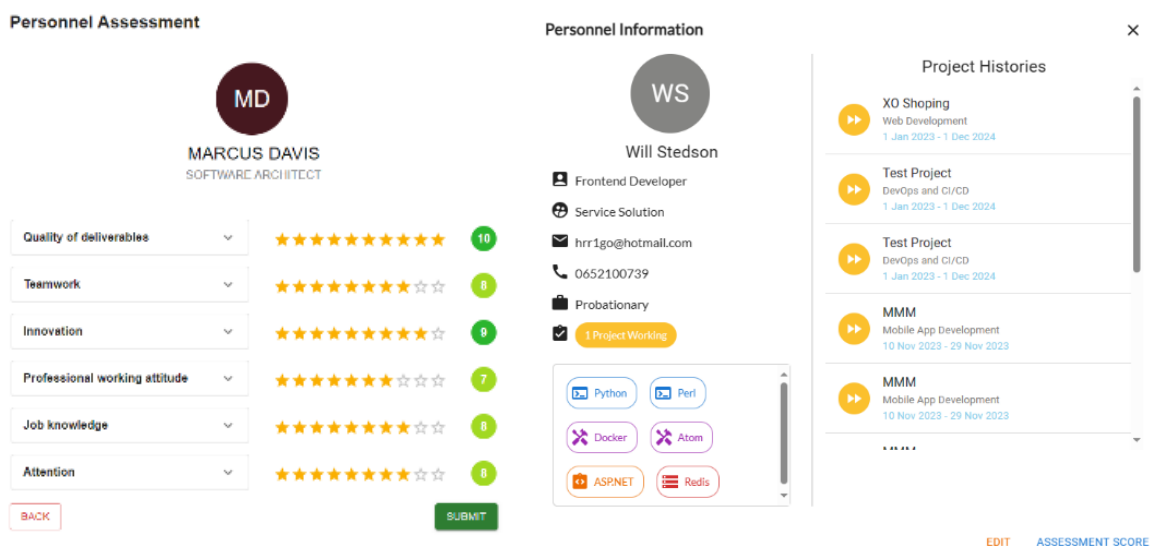 Personnel Assessment
MD
MARCUS DAVIS
SOFTWARE ARCHITECT
Quality of deliverables
10
Teamwork
8
Innovation
9
Professional working attitude
7
Job knowledge
8
Attention
8
BACK
SUBMIT
Personnel Information
WS
Will Stedson
Frontend Developer
Service Solution
hrr1go@hotmail.com
0652100739
Probationary
1 Project Working
Python
Perl
Docker
Atom
ASP.NET
Redis
Project Histories
XO Shoping
Web Development
1 Jan 2023 - 1 Dec 2024
Test Project
DevOps and CI/CD
1 Jan 2023 - 1 Dec 2024
Test Project
DevOps and CI/CD
1 Jan 2023 - 1 Dec 2024
MMM
Mobile App Development
10 Nov 2023 - 29 Nov 2023
MMM
Mobile App Development
10 Nov 2023 - 29 Nov 2023
EDIT
ASSESSMENT SCORE